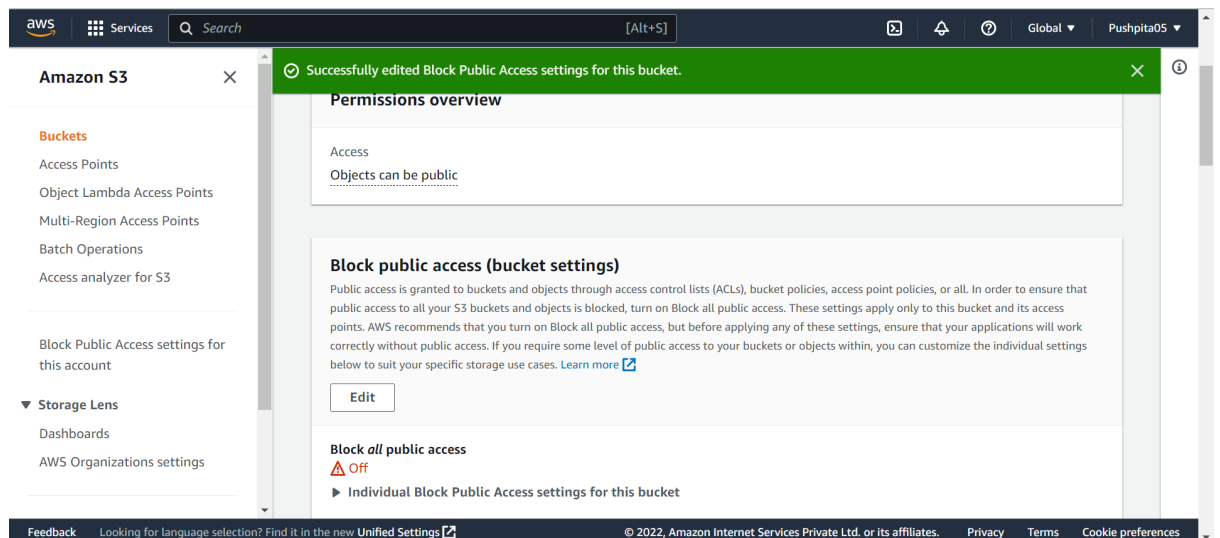 aws
Services
Search
[Alt+S]
Global
Pushpita05
Amazon S3
Buckets
Access Points
Object Lambda Access Points
Multi-Region Access Points
Batch Operations
Access analyzer for S3
Block Public Access settings for
this account
Storage Lens
Dashboards
AWS Organizations settings
Successfully edited Block Public Access settings for this bucket.
Permissions overview
Access
Objects can be public
Block public access (bucket settings)
Public access is granted to buckets and objects through access control lists (ACLs), bucket policies, access point policies, or all. In order to ensure that
public access to all your S3 buckets and objects is blocked, turn on Block all public access. These settings apply only to this bucket and its access
points. AWS recommends that you turn on Block all public access, but before applying any of these settings, ensure that your applications will work
correctly without public access. If you require some level of public access to your buckets or objects within, you can customize the individual settings
below to suit your specific storage use cases. Learn more
Edit
Block all public access
Off
Individual Block Public Access settings for this bucket
Feedback
Looking for language selection? Find it in the new Unified Settings
© 2022, Amazon Internet Services Private Ltd. or its affiliates.
Privacy
Terms
Cookie preferences